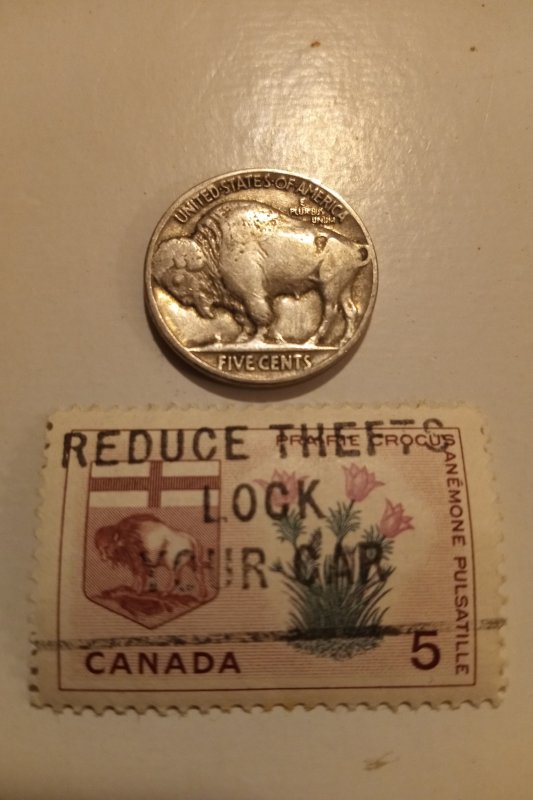 UNITED·STATES·OF·AMERICA
E
PLURIBUS
UNUM
FIVE CENTS
REDUCE THEFTS
LOCK
YOUR CAR
PRAIRIE CROCUS
ANÉMONE PULSATILLE
CANADA
5